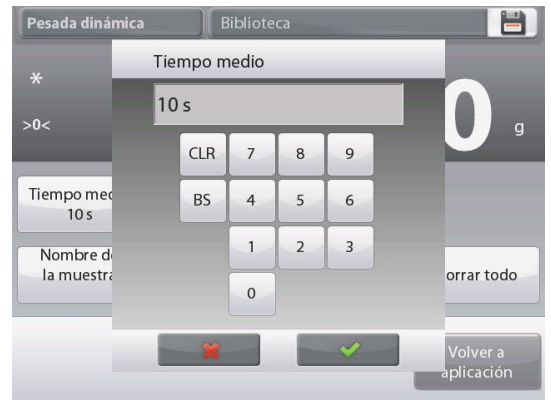 Pesada dinámica
Biblioteca
Tiempo medio
*
10 s
>0<
0 g
CLR 7 8 9
Tiempo med
10 s
BS 4 5 6
1 2 3
Nombre d
la muestra
orrar todo
0
Volver a
aplicación